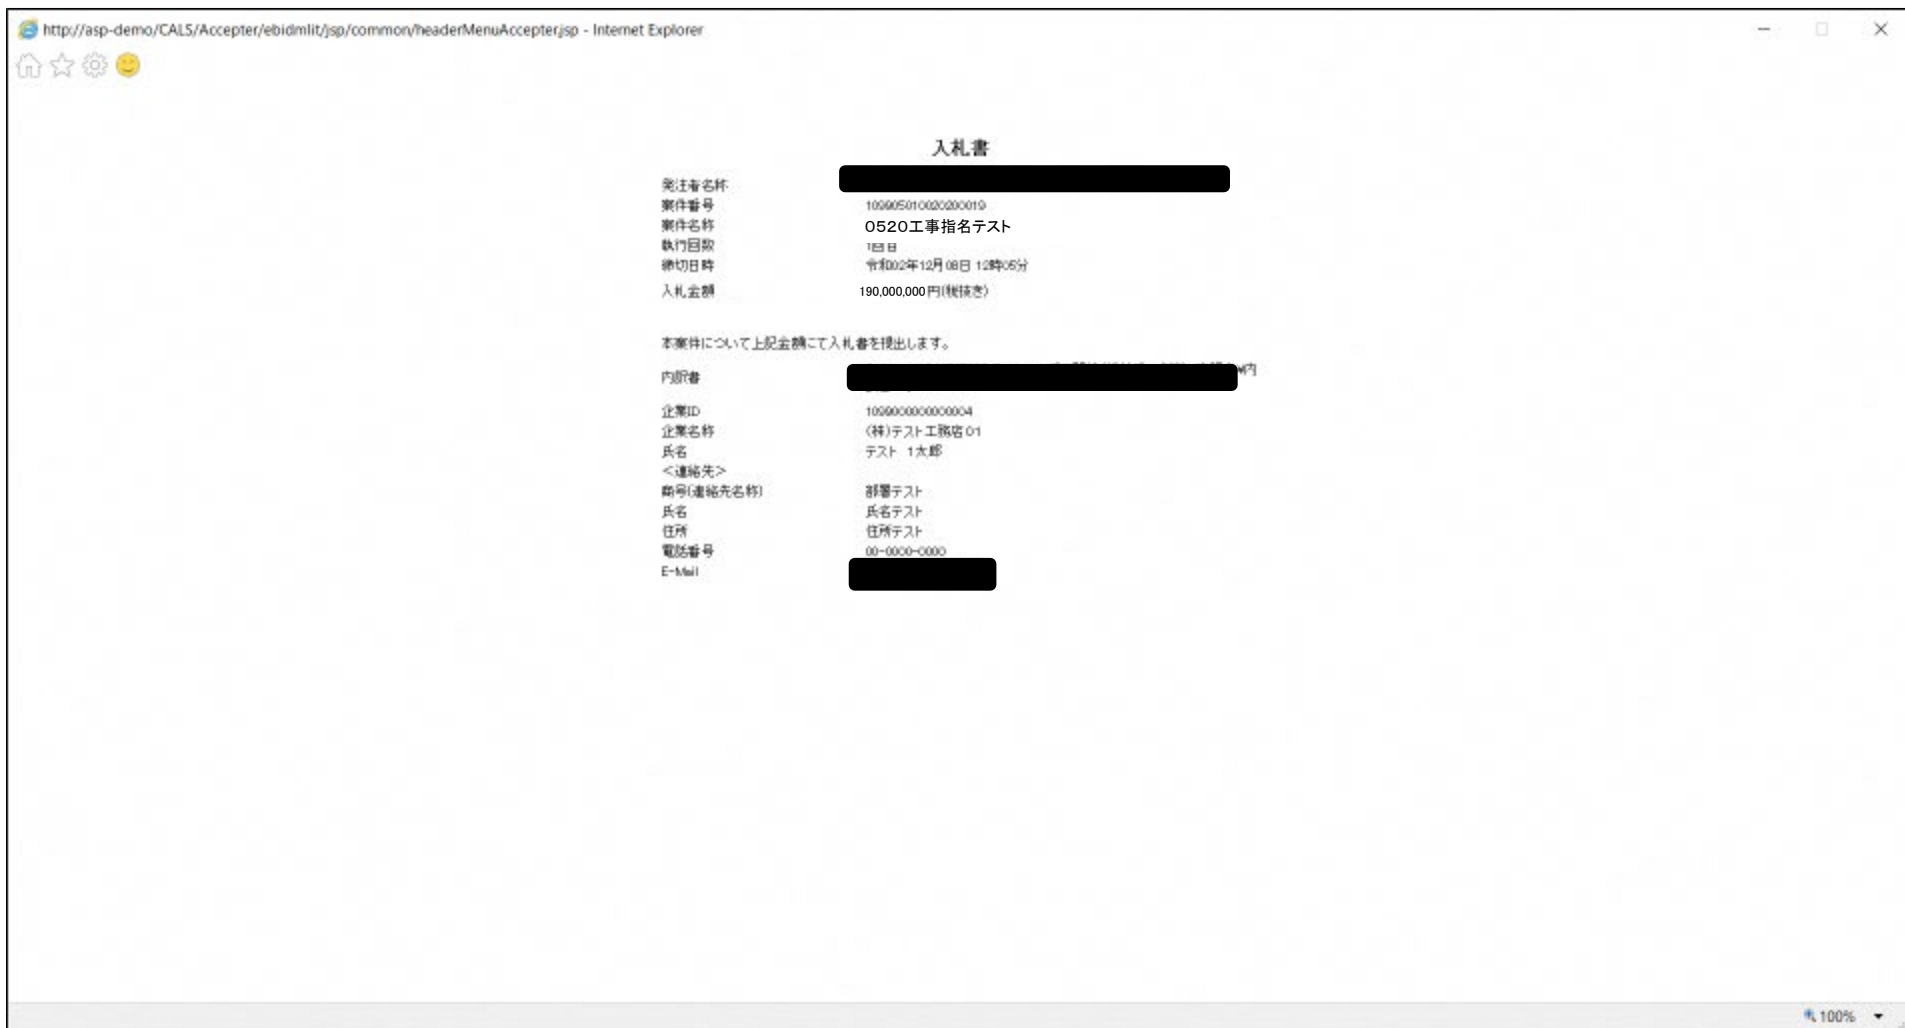 http://asp-demo/CALS/Accepter/ebidmlit/jsp/common/headerMenuAccepter.jsp - Internet Explorer
入札書
発注者名称
案件番号 109905010020200019
案件名称 0520工事指名テスト
執行回数 1回目
締切日時 令和02年12月08日 12時05分
入札金額 190,000,000円(税抜き)
本案件について上記金額にて入札書を提出します。
内訳書 ¥内
企業ID 1099000000000004
企業名称 (株)テスト工務店01
氏名 テスト 1太郎
<連絡先>
商号(連絡先名称) 部署テスト
氏名 氏名テスト
住所 住所テスト
電話番号 00-0000-0000
E-Mail
100%